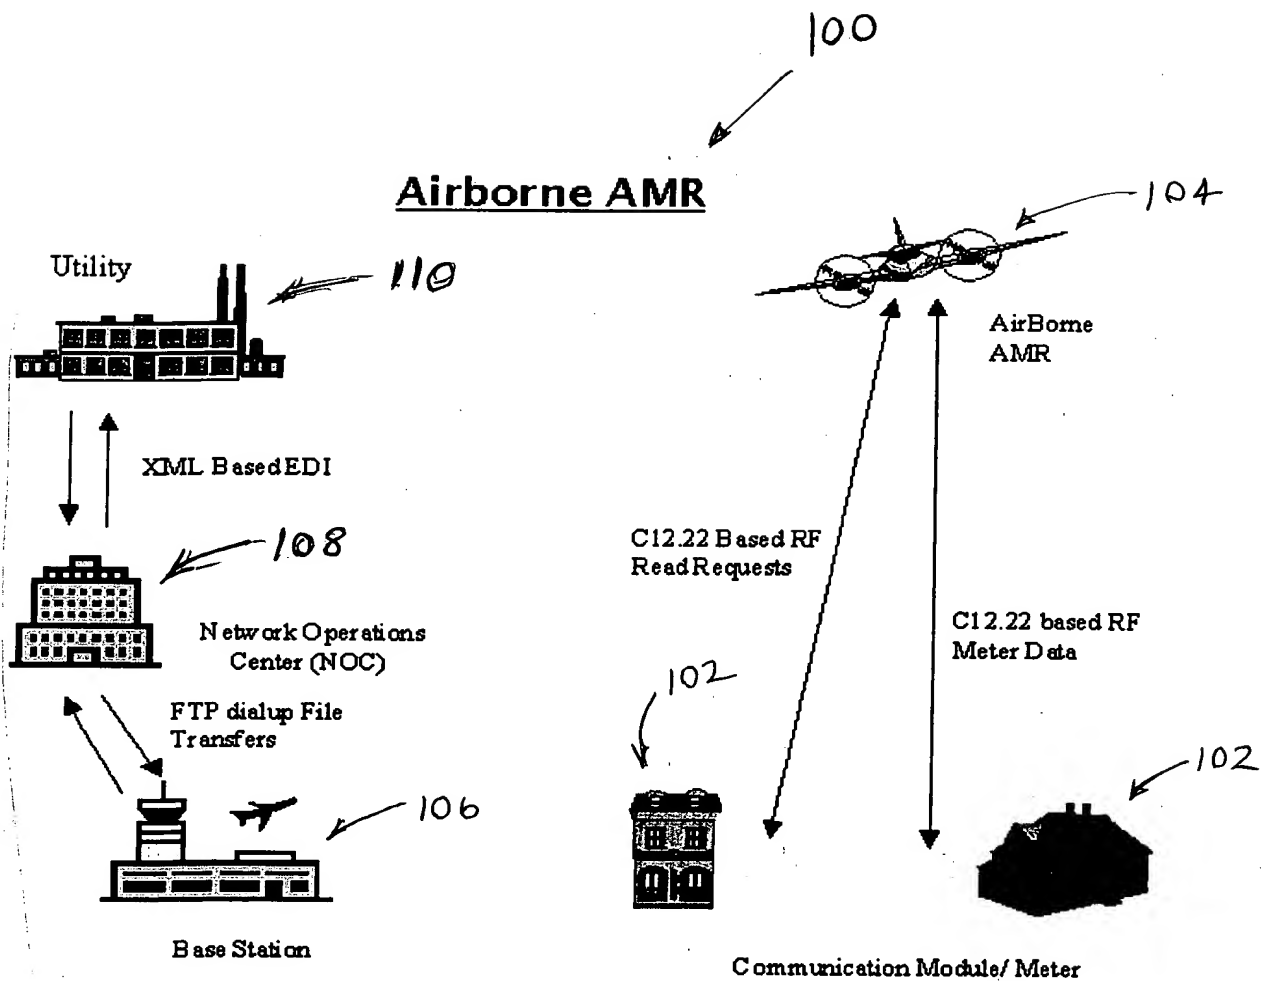 100
Airborne AMR
104
Utility
110
AirBorne
AMR
XML Based EDI
108
C12.22 Based RF
Read Requests
Network Operations
Center (NOC)
C12.22 based RF
Meter Data
102
FTP dialup File
Transfers
102
106
Base Station
Communication Module/ Meter